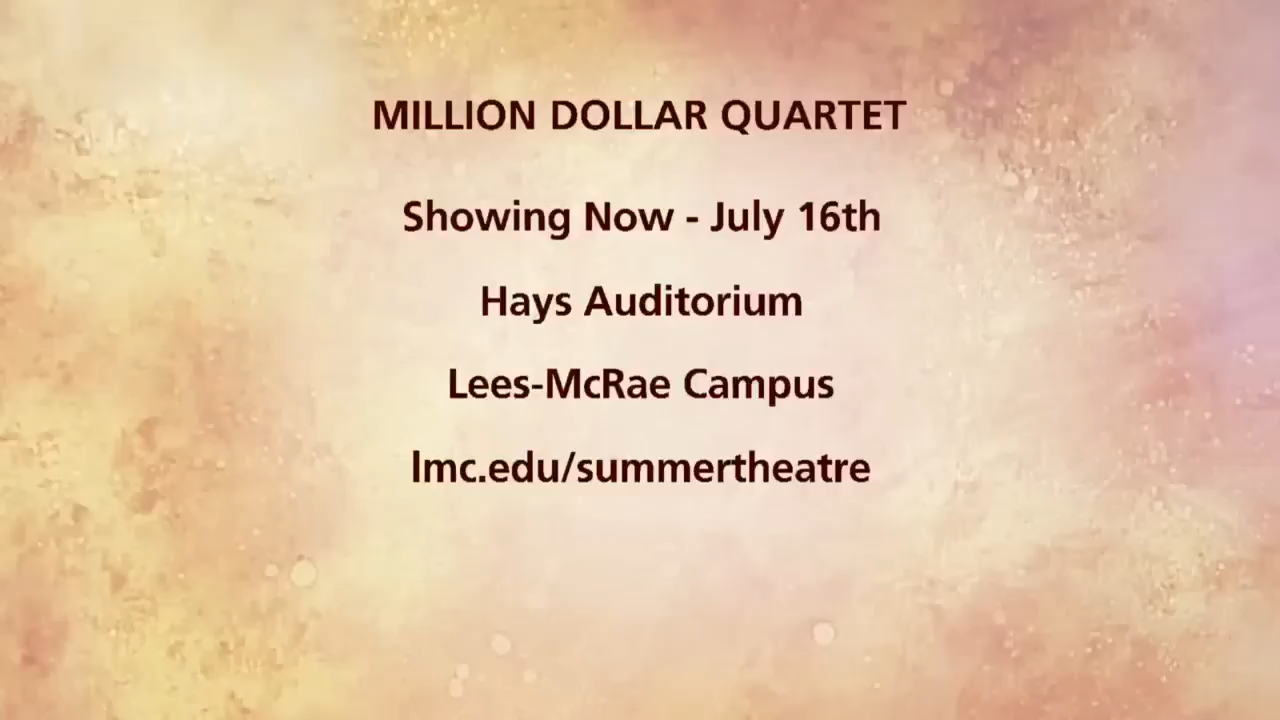 MILLION DOLLAR QUARTET
Showing Now - July 16th
Hays Auditorium
Lees-McRae Campus
lmc.edu/summertheatre